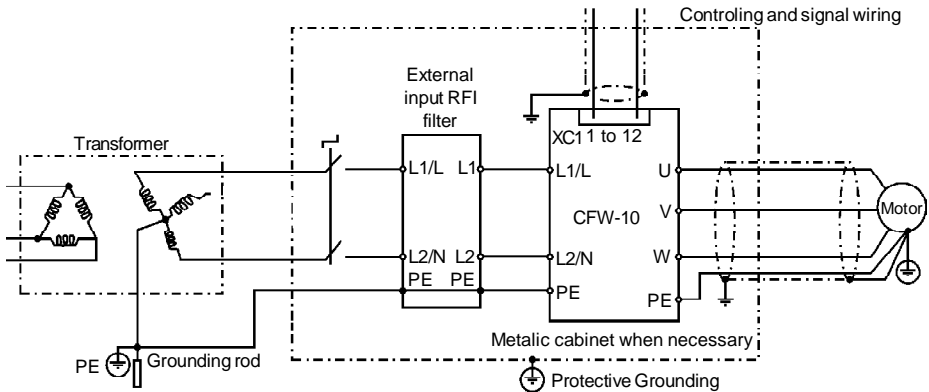 Controling and signal wiring
External
input RFI
filter
Transformer
XC1 1 to 12
L1/L L1 L1/L U
Motor
CFW-10 V
L2/N L2 L2/N W
PE PE PE PE
Metalic cabinet when necessary
PE Grounding rod
Protective Grounding